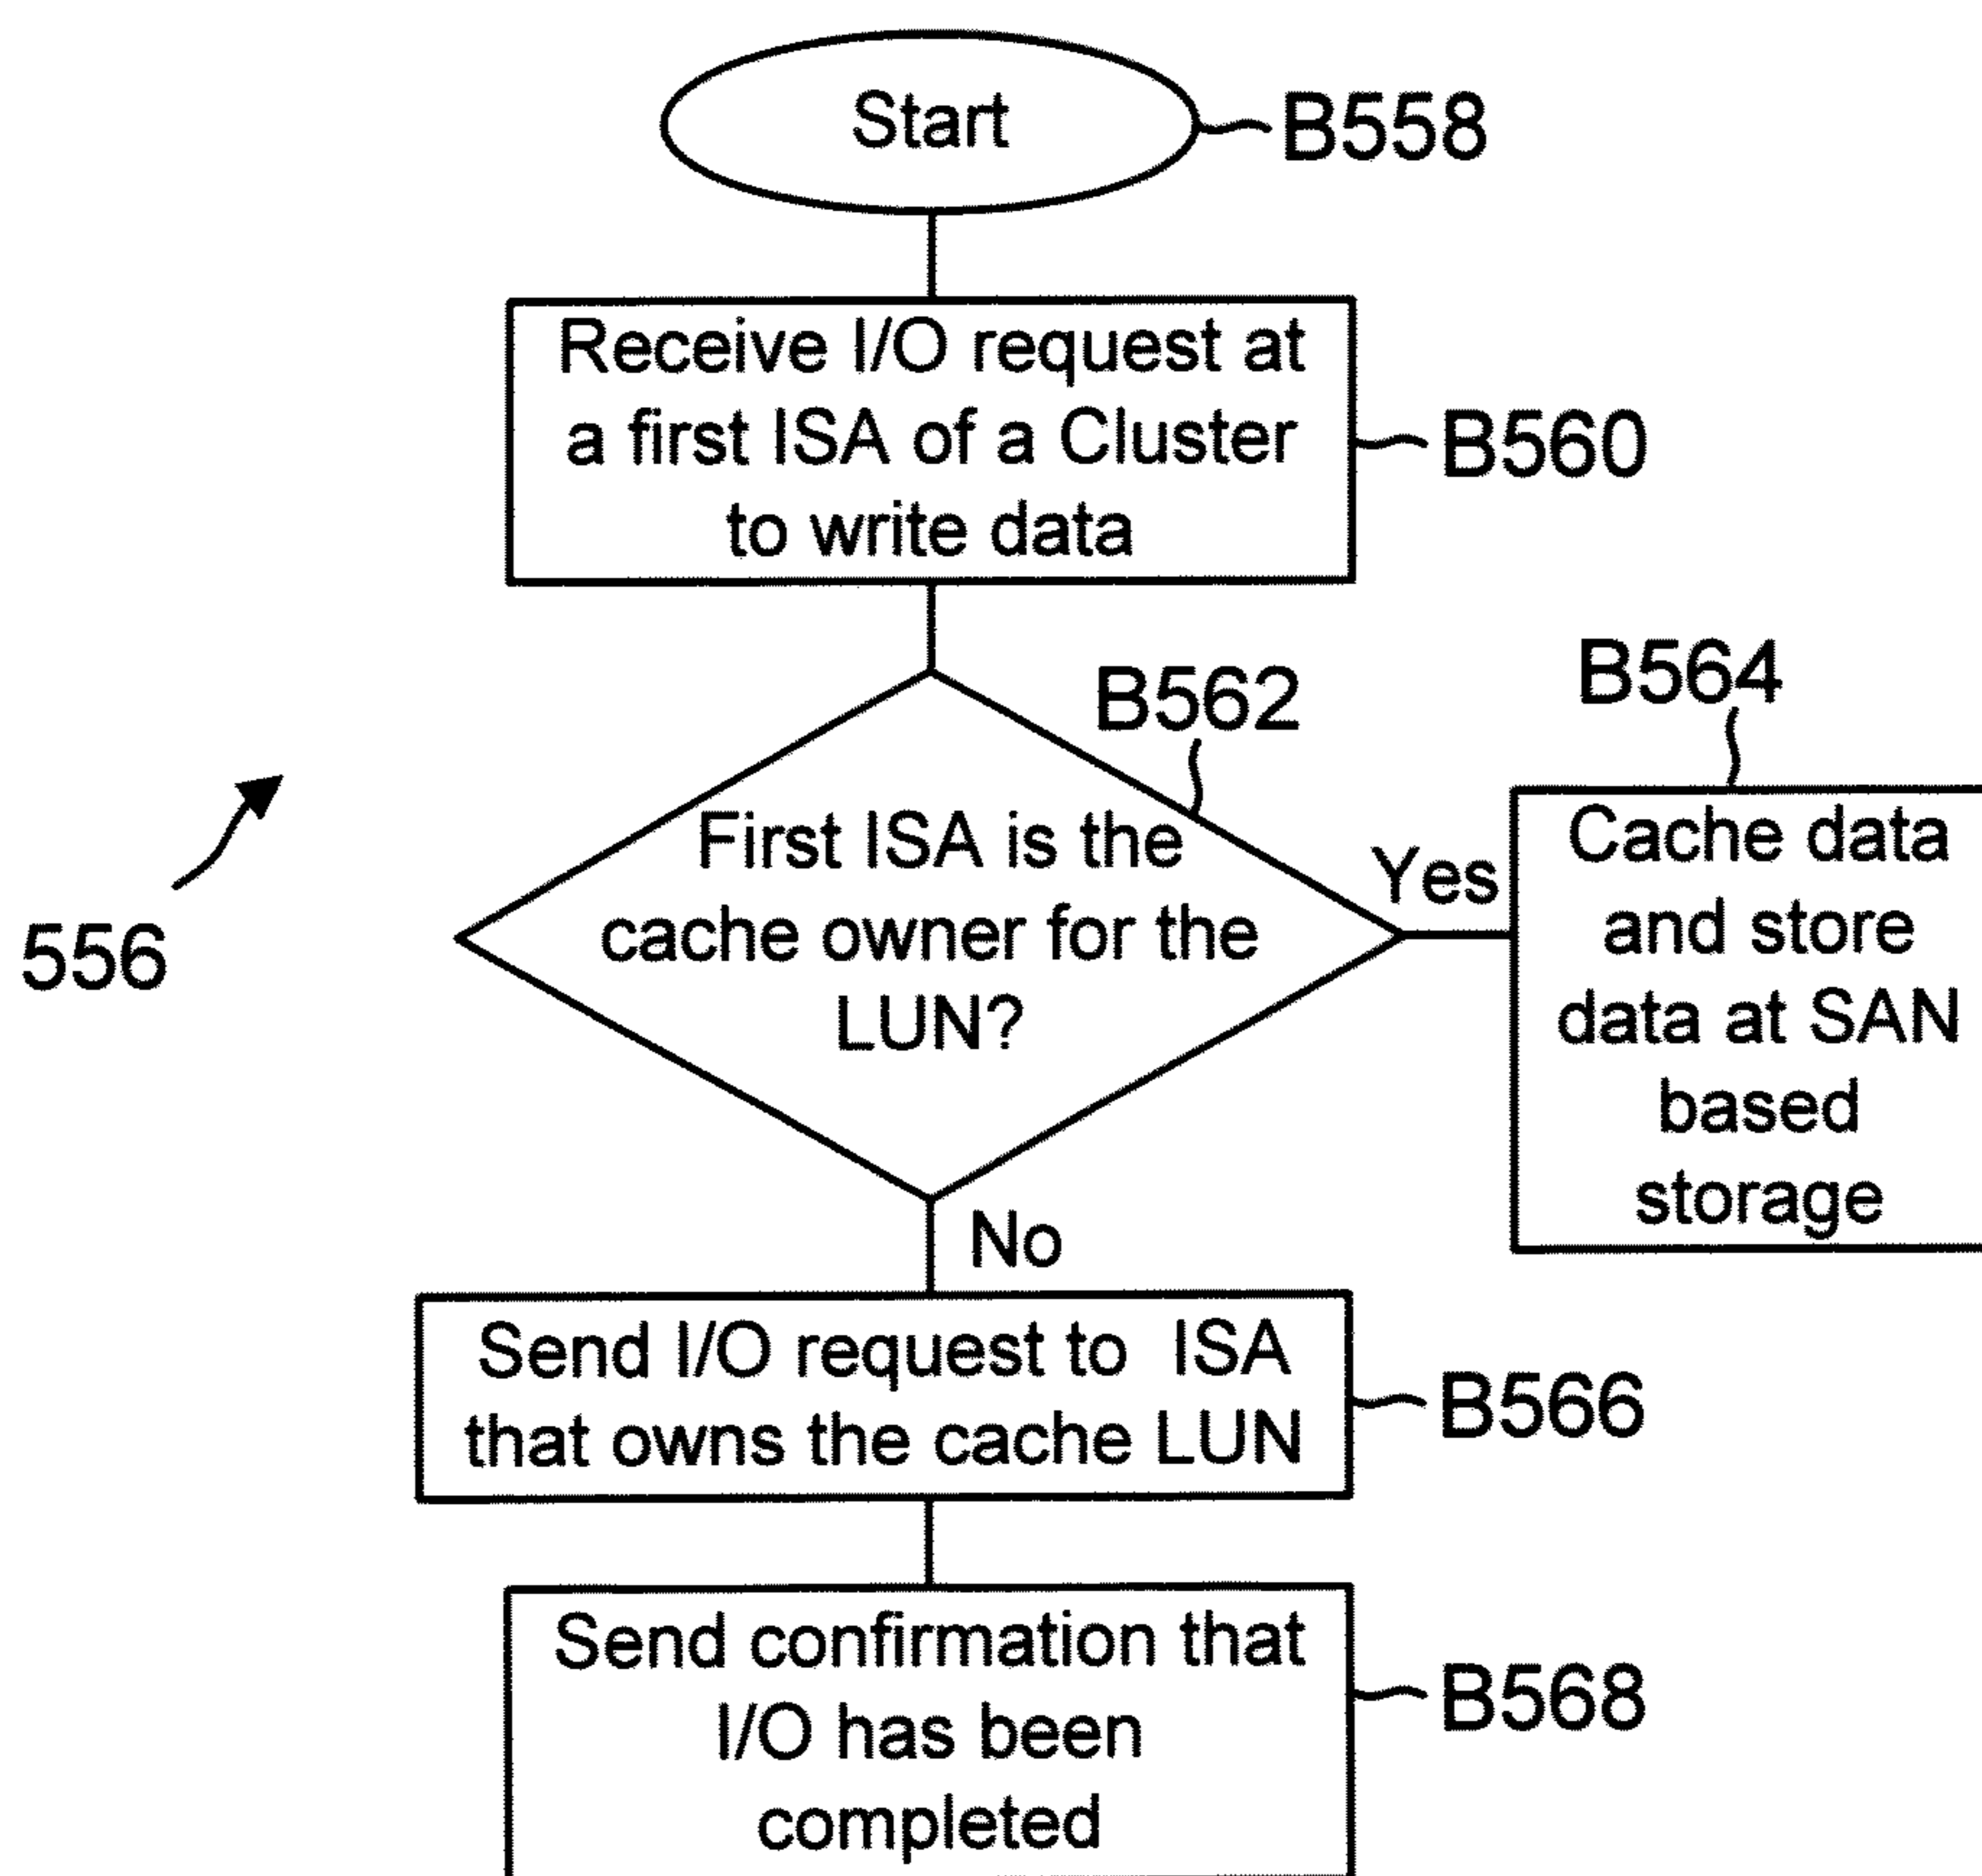 Start
B558
Receive I/O request at
a first ISA of a Cluster
to write data
B560
B562
First ISA is the
cache owner for the
LUN?
556
Yes
B564
Cache data
and store
data at SAN
based
storage
No
Send I/O request to  ISA
that owns the cache LUN
B566
Send confirmation that
I/O has been
completed
B568